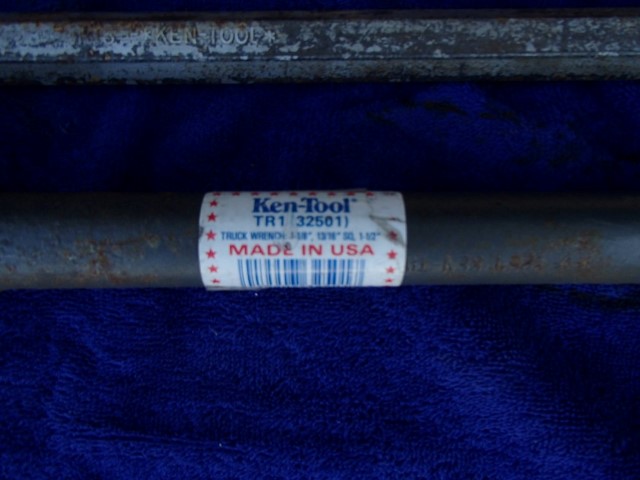 *KEN-TOOL*
Ken-Tool®
TR1 32501)
TRUCK WRENCH 1-1/8", 13/16" SQ, 1-1/2"
MADE IN USA